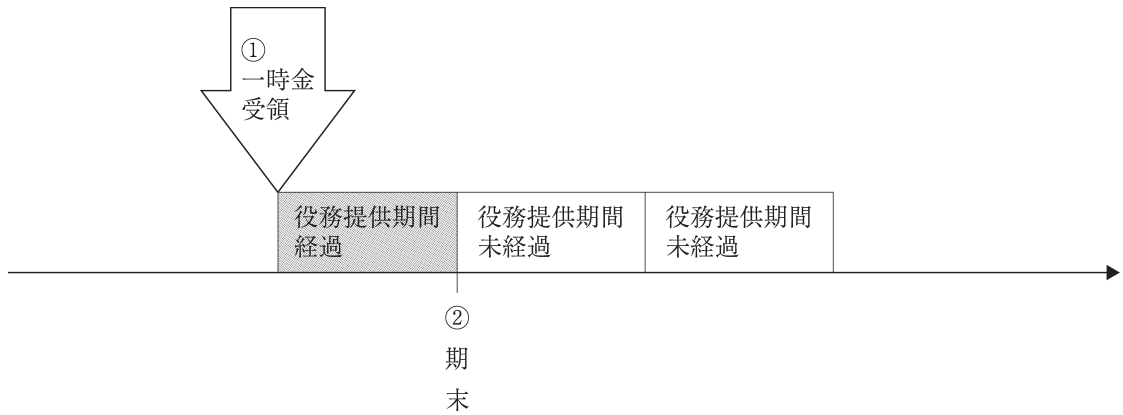 ①
一時金
受領
役務提供期間
経過
役務提供期間
未経過
役務提供期間
未経過
②
期
末